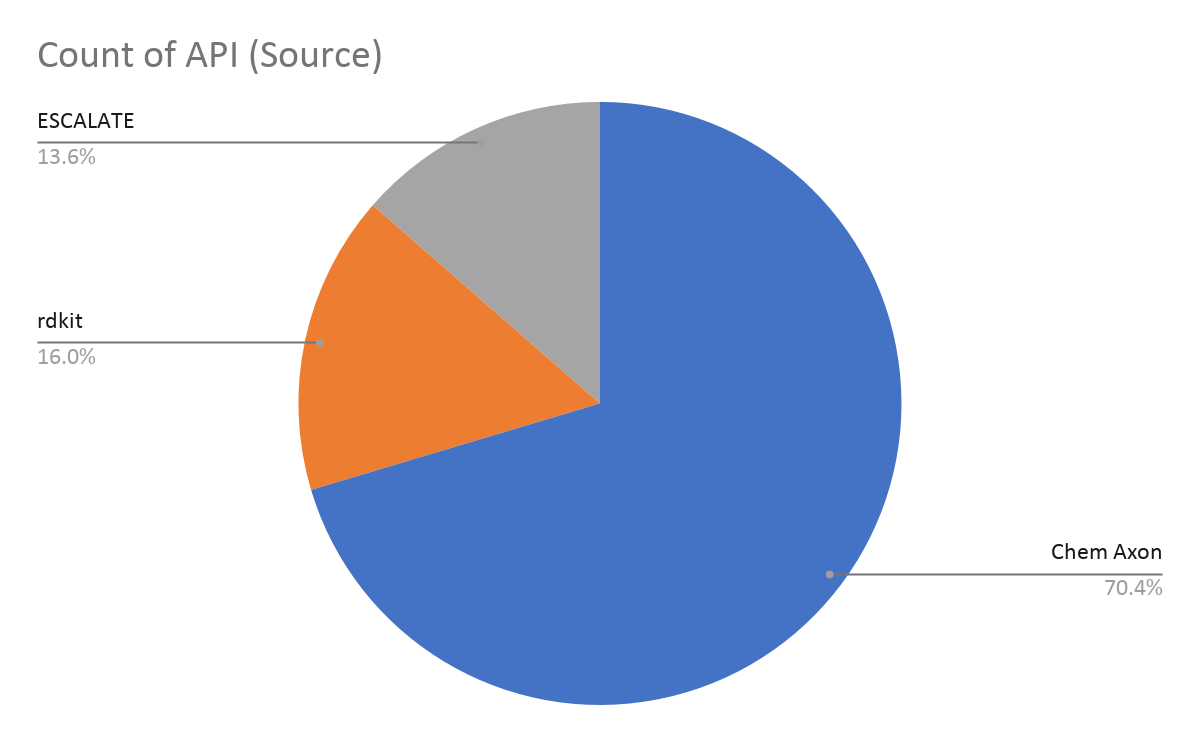 Count of API (Source)
ESCALATE
13.6%
rdkit
16.0%
Chem Axon
70.4%